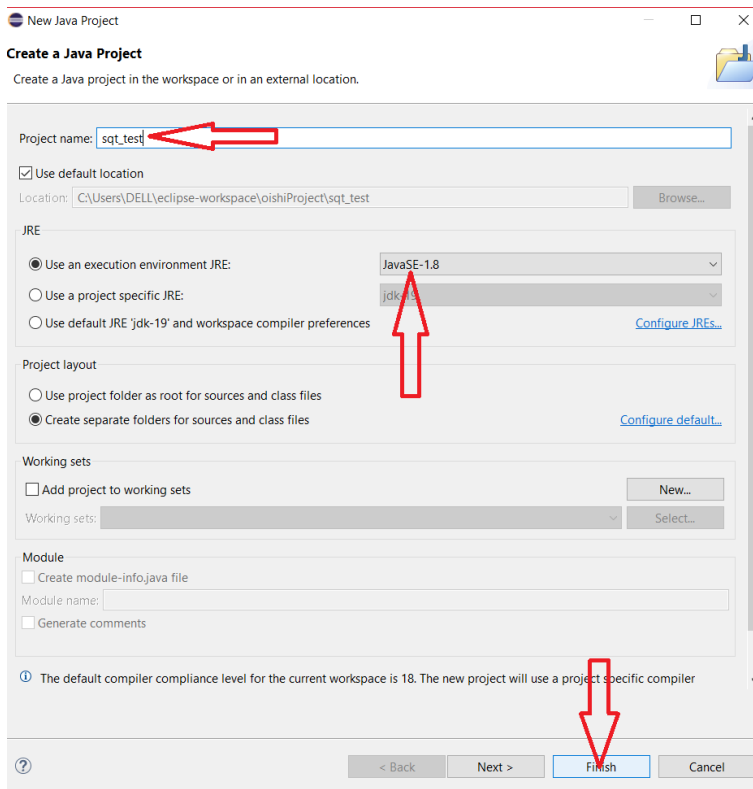 New Java Project
Create a Java Project
Create a Java project in the workspace or in an external location.
Project name: sqt_test
Use default location
Location: C:\Users\DELL\eclipse-workspace\oishiProject\sqt_test Browse...
JRE
Use an execution environment JRE: JavaSE-1.8
Use a project specific JRE: jdk-19
Use default JRE 'jdk-19' and workspace compiler preferences Configure JREs...
Project layout
Use project folder as root for sources and class files
Create separate folders for sources and class files Configure default...
Working sets
Add project to working sets New...
Working sets: Select...
Module
Create module-info.java file
Module name:
Generate comments
The default compiler compliance level for the current workspace is 18. The new project will use a project specific compiler
? < Back Next > Finish Cancel